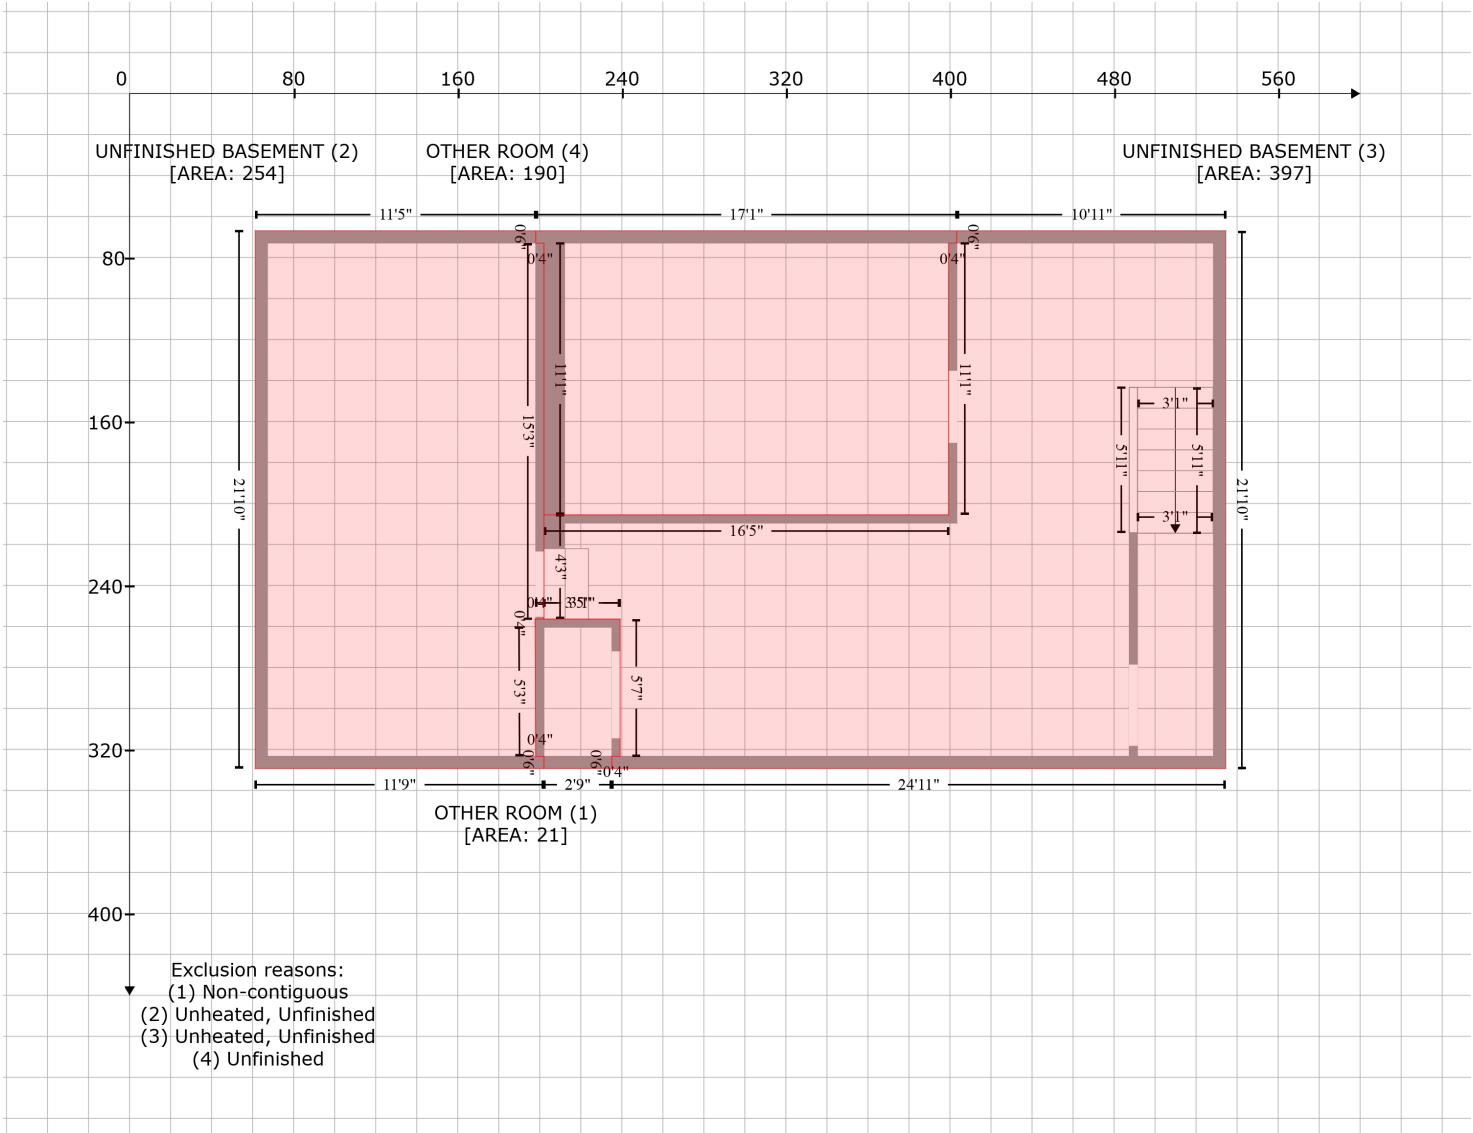 0 80 160 240 320 400 480 560
UNFINISHED BASEMENT (2)
[AREA: 254]
OTHER ROOM (4)
[AREA: 190]
UNFINISHED BASEMENT (3)
[AREA: 397]
11'5" 17'1" 10'11"
0'6" 0'6"
80 0'4" 0'4"
11'1" 11'1"
160 15'3" 3'1"
5'11" 5'11"
21'10" 21'10"
3'1"
16'5"
240 4'3"
0'4" 3'1"
0'4"
5'3" 5'7"
0'4"
320 0'6" 0'6" 0'4"
11'9" 2'9" 24'11"
OTHER ROOM (1)
[AREA: 21]
400
Exclusion reasons:
(1) Non-contiguous
(2) Unheated, Unfinished
(3) Unheated, Unfinished
(4) Unfinished